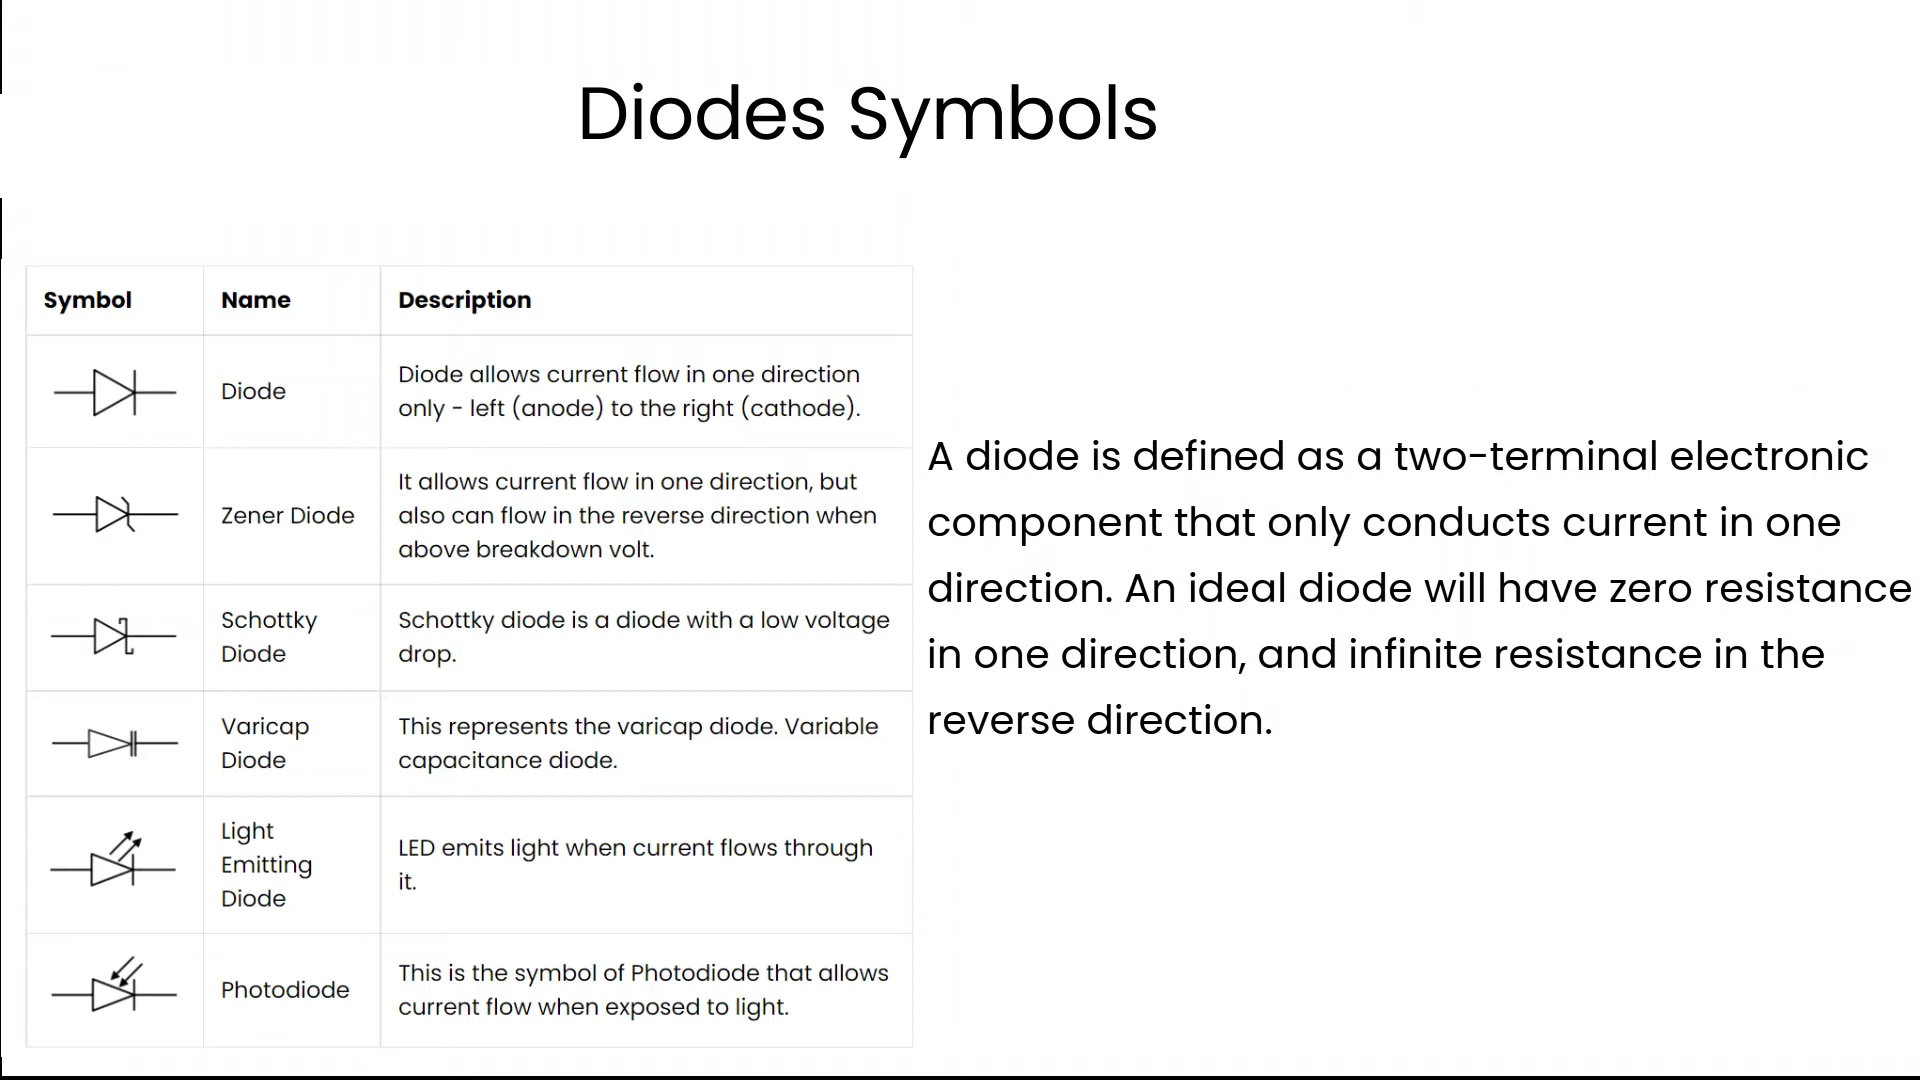 Diodes Symbols
Symbol Name Description
Diode
Diode allows current flow in one direction
only - left (anode) to the right (cathode).
Zener Diode
It allows current flow in one direction, but
also can flow in the reverse direction when
above breakdown volt.
Schottky
Diode
Schottky diode is a diode with a low voltage
drop.
Varicap
Diode
This represents the varicap diode. Variable
capacitance diode.
Light
Emitting
Diode
LED emits light when current flows through
it.
Photodiode
This is the symbol of Photodiode that allows
current flow when exposed to light.
A diode is defined as a two-terminal electronic
component that only conducts current in one
direction. An ideal diode will have zero resistance
in one direction, and infinite resistance in the
reverse direction.